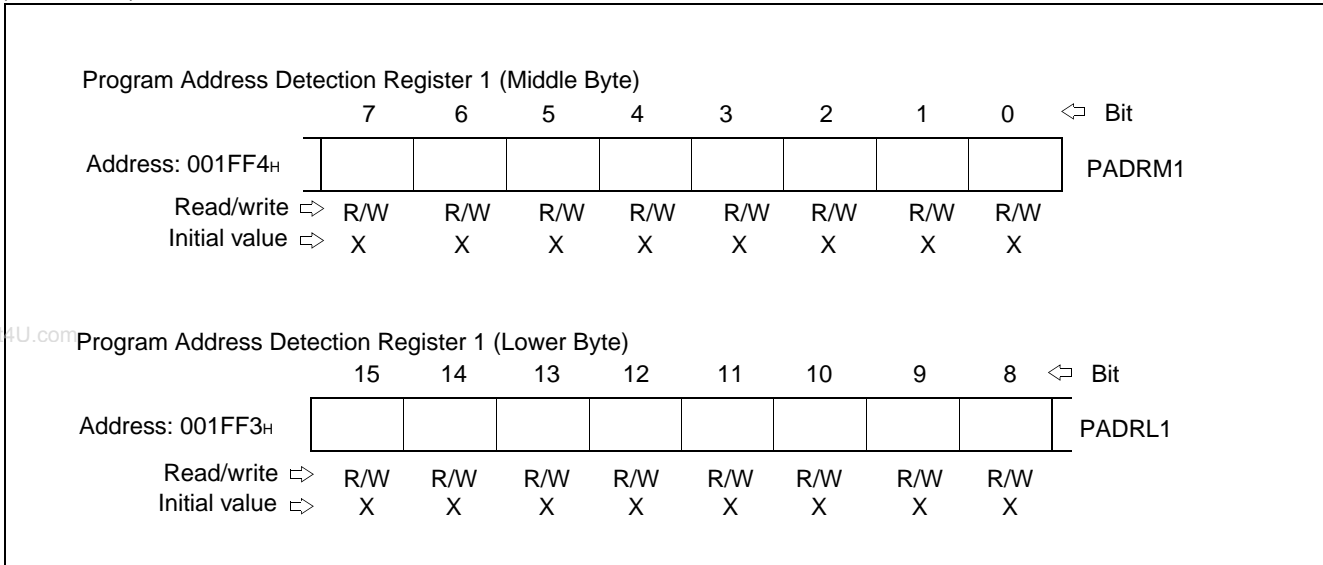 Program Address Detection Register 1 (Middle Byte)
7 6 5 4 3 2 1 0 ⇦ Bit
Address: 001FF4H PADRM1
Read/write ⇨ R/W R/W R/W R/W R/W R/W R/W R/W
Initial value ⇨ X X X X X X X X
t4U.com
Program Address Detection Register 1 (Lower Byte)
15 14 13 12 11 10 9 8 ⇦ Bit
Address: 001FF3H PADRL1
Read/write ⇨ R/W R/W R/W R/W R/W R/W R/W R/W
Initial value ⇨ X X X X X X X X